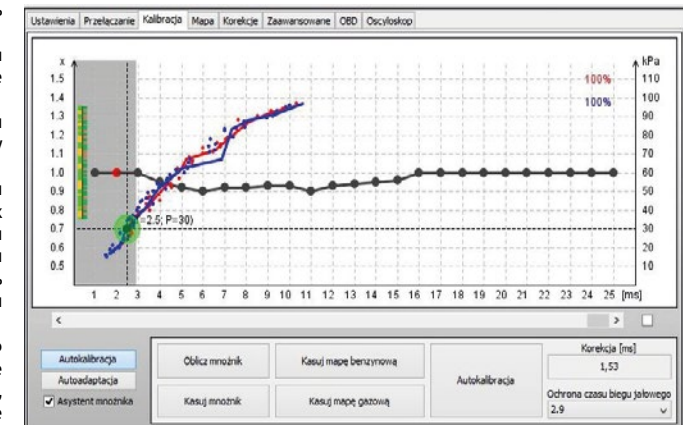 Ustawienia Przełączanie Kalibracja Mapa Korekcje Zaawansowane OBD Oscyloskop
x kPa
1.5 110
1.4 100
1.3 90
1.2 80
1.1 70
1.0 60
0.9 50
0.8 40
0.7 30
0.6 20
0.5 10
100%
100%
=2.5; P=30)
1 2 3 4 5 6 7 8 9 10 11 12 13 14 15 16 17 18 19 20 21 22 23 24 25 [ms]
Autokalibracja
Autoadaptacja
Asystent mnożnika
Oblicz mnożnik
Kasuj mapę benzynową
Kasuj mnożnik
Kasuj mapę gazową
Autokalibracja
Korekcja [ms]
1,53
Ochrona czasu biegu jałowego
2.9